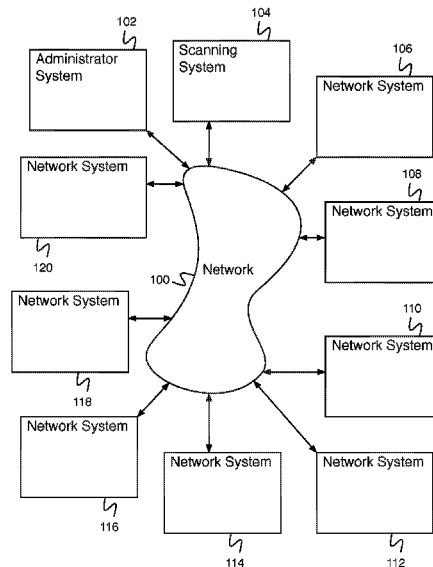 102
Administrator
System
104
Scanning
System
106
Network System
Network System
120
108
Network System
100
Network
Network System
118
110
Network System
Network System
116
Network System
114
Network System
112